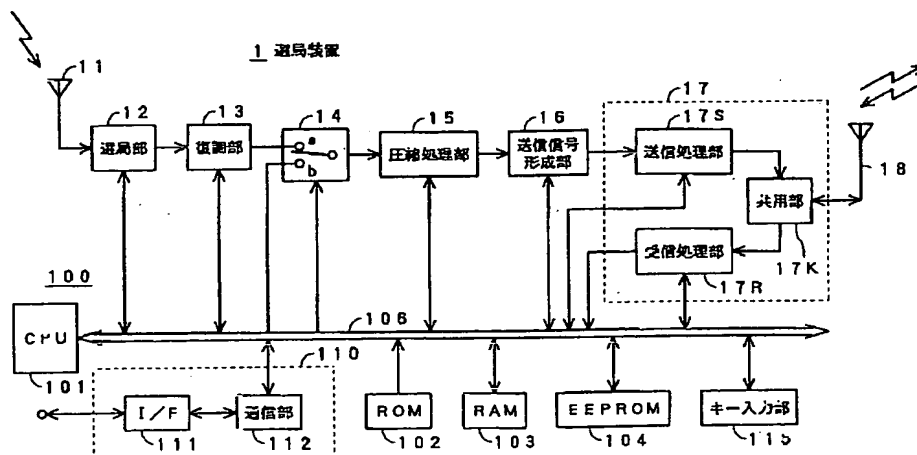 1 選局装置
11
12
選局部
13
復調部
14
a
b
15
圧縮処理部
16
送信信号
形成部
17
17S
送信処理部
共用部
17K
受信処理部
17R
18
100
CPU
101
106
110
I/F
111
通信部
112
ROM
102
RAM
103
EEPROM
104
キー入力部
115